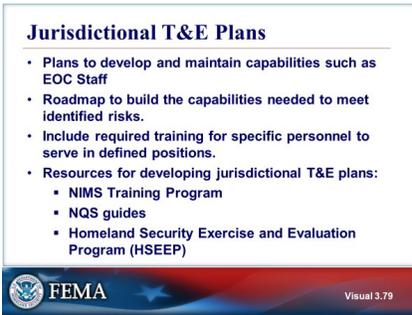 Jurisdictional T&E Plans
• Plans to develop and maintain capabilities such as
EOC Staff
• Roadmap to build the capabilities needed to meet
identified risks.
• Include required training for specific personnel to
serve in defined positions.
• Resources for developing jurisdictional T&E plans:
▪ NIMS Training Program
▪ NQS guides
▪ Homeland Security Exercise and Evaluation
Program (HSEEP)
FEMA
Visual 3.79